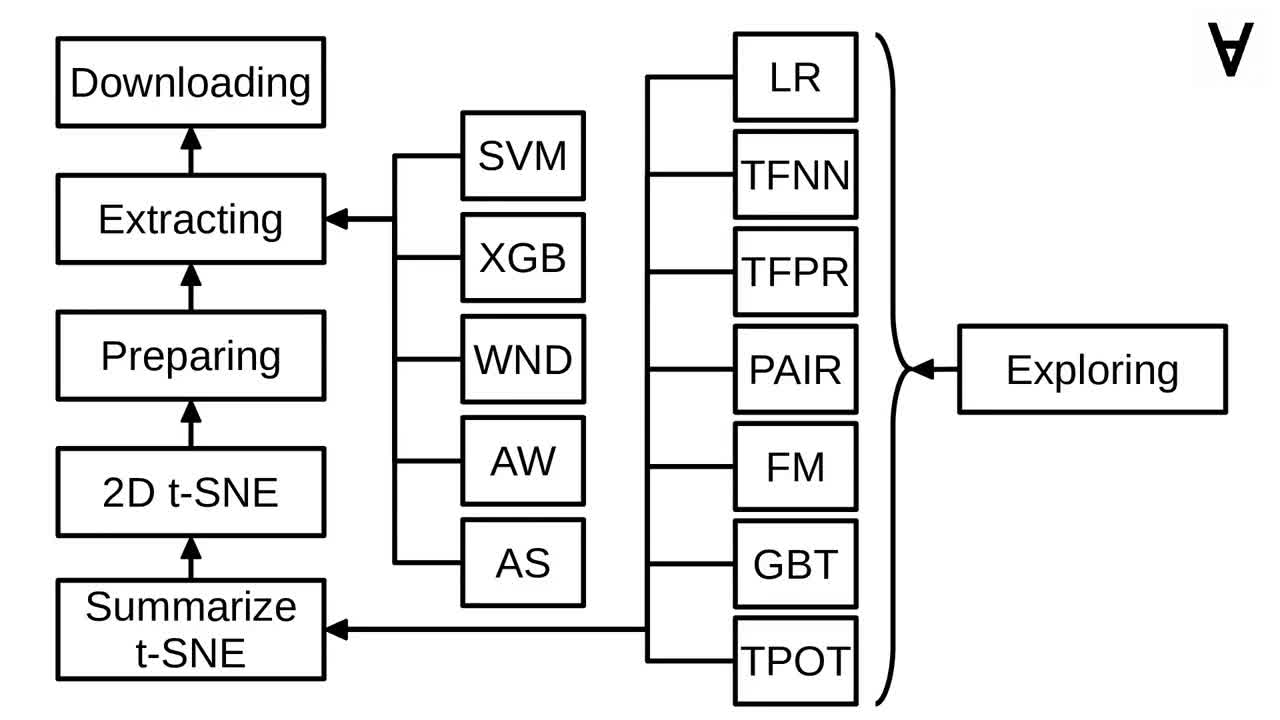 Downloading
Extracting
Preparing
2D t-SNE
Summarize
t-SNE
SVM
XGB
WND
AW
AS
LR
TFNN
TFPR
PAIR
FM
GBT
TPOT
Exploring
∀